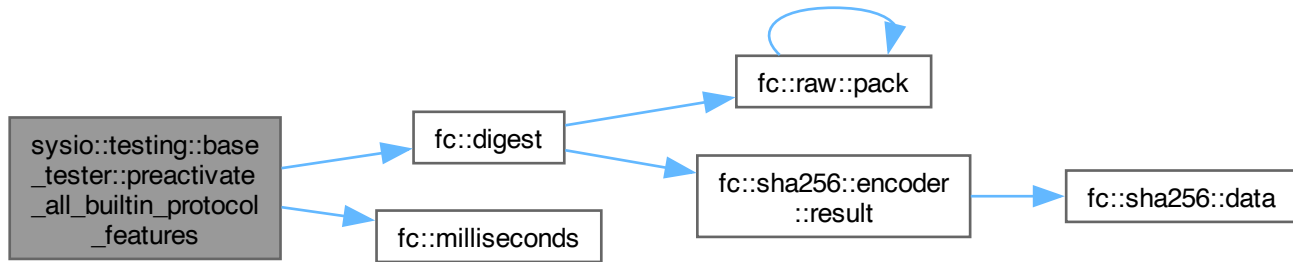 sysio::testing::base
_tester::preactivate
_all_builtin_protocol
_features
fc::digest
fc::milliseconds
fc::raw::pack
fc::sha256::encoder
::result
fc::sha256::data